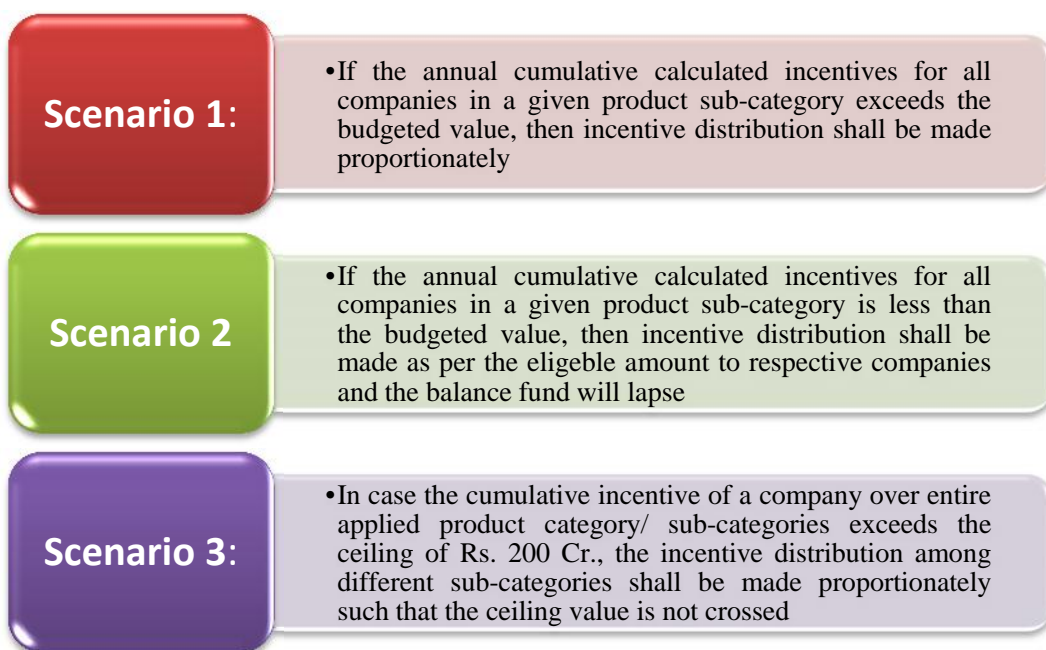 Scenario 1:
•If the annual cumulative calculated incentives for all
companies in a given product sub-category exceeds the
budgeted value, then incentive distribution shall be made
proportionately
Scenario 2
•If the annual cumulative calculated incentives for all
companies in a given product sub-category is less than
the budgeted value, then incentive distribution shall be
made as per the eligeble amount to respective companies
and the balance fund will lapse
Scenario 3:
•In case the cumulative incentive of a company over entire
applied product category/ sub-categories exceeds the
ceiling of Rs. 200 Cr., the incentive distribution among
different sub-categories shall be made proportionately
such that the ceiling value is not crossed